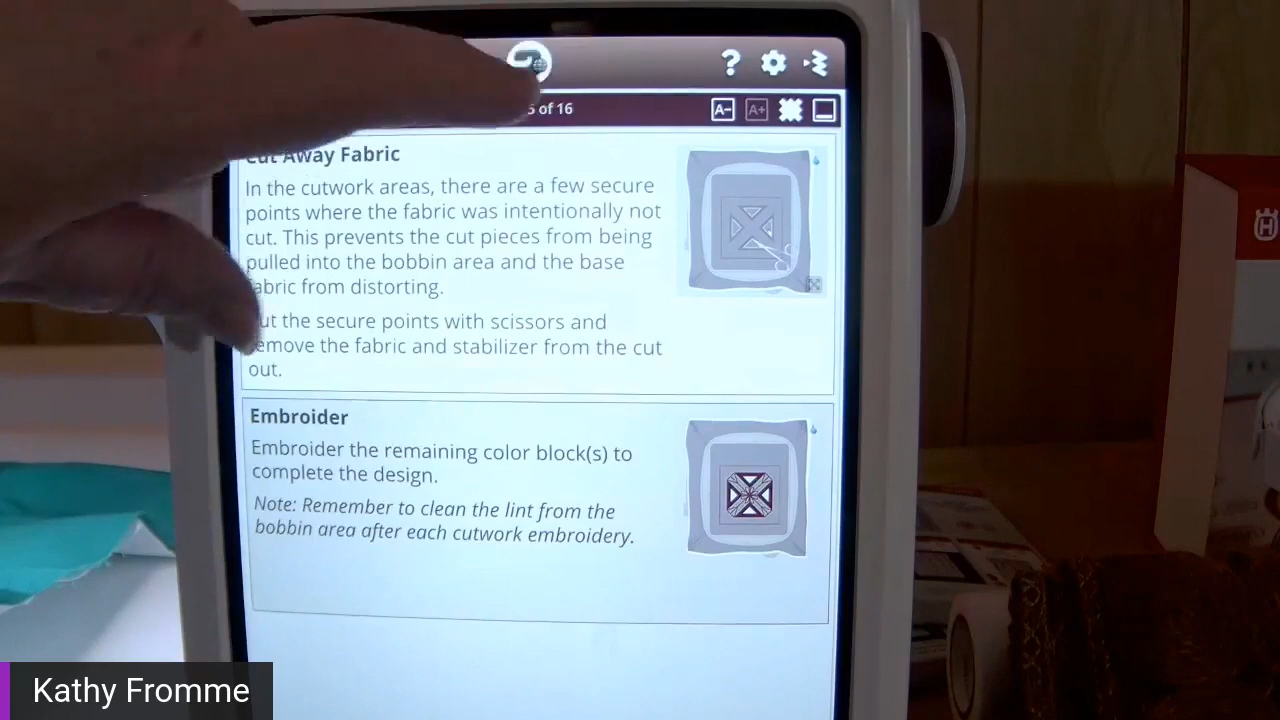 of 16
A-
A+
Cut Away Fabric
In the cutwork areas, there are a few secure
points where the fabric was intentionally not
cut. This prevents the cut pieces from being
pulled into the bobbin area and the base
fabric from distorting.
Cut the secure points with scissors and
remove the fabric and stabilizer from the cut
out.
Embroider
Embroider the remaining color block(s) to
complete the design.
Note: Remember to clean the lint from the
bobbin area after each cutwork embroidery.
Kathy Fromme